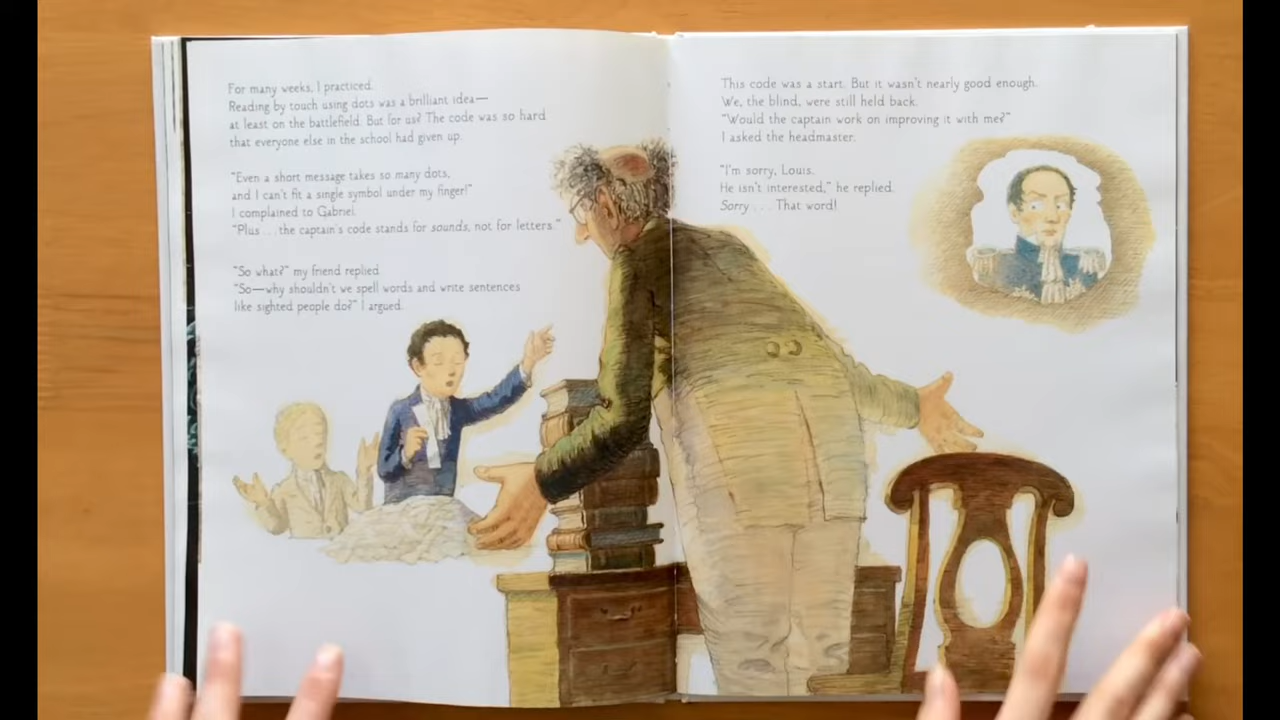 For many weeks, I practiced.
Reading by touch using dots was a brilliant idea—
at least on the battlefield. But for us? The code was so hard
that everyone else in the school had given up.
"Even a short message takes so many dots,
and I can't fit a single symbol under my finger!"
I complained to Gabriel.
"Plus . . . the captain's code stands for sounds, not for letters."
"So what?" my friend replied.
"So—why shouldn't we spell words and write sentences
like sighted people do?" I argued.
This code was a start. But it wasn't nearly good enough.
We, the blind, were still held back.
"Would the captain work on improving it with me?"
I asked the headmaster.
"I'm sorry, Louis.
He isn't interested," he replied.
Sorry . . . That word!